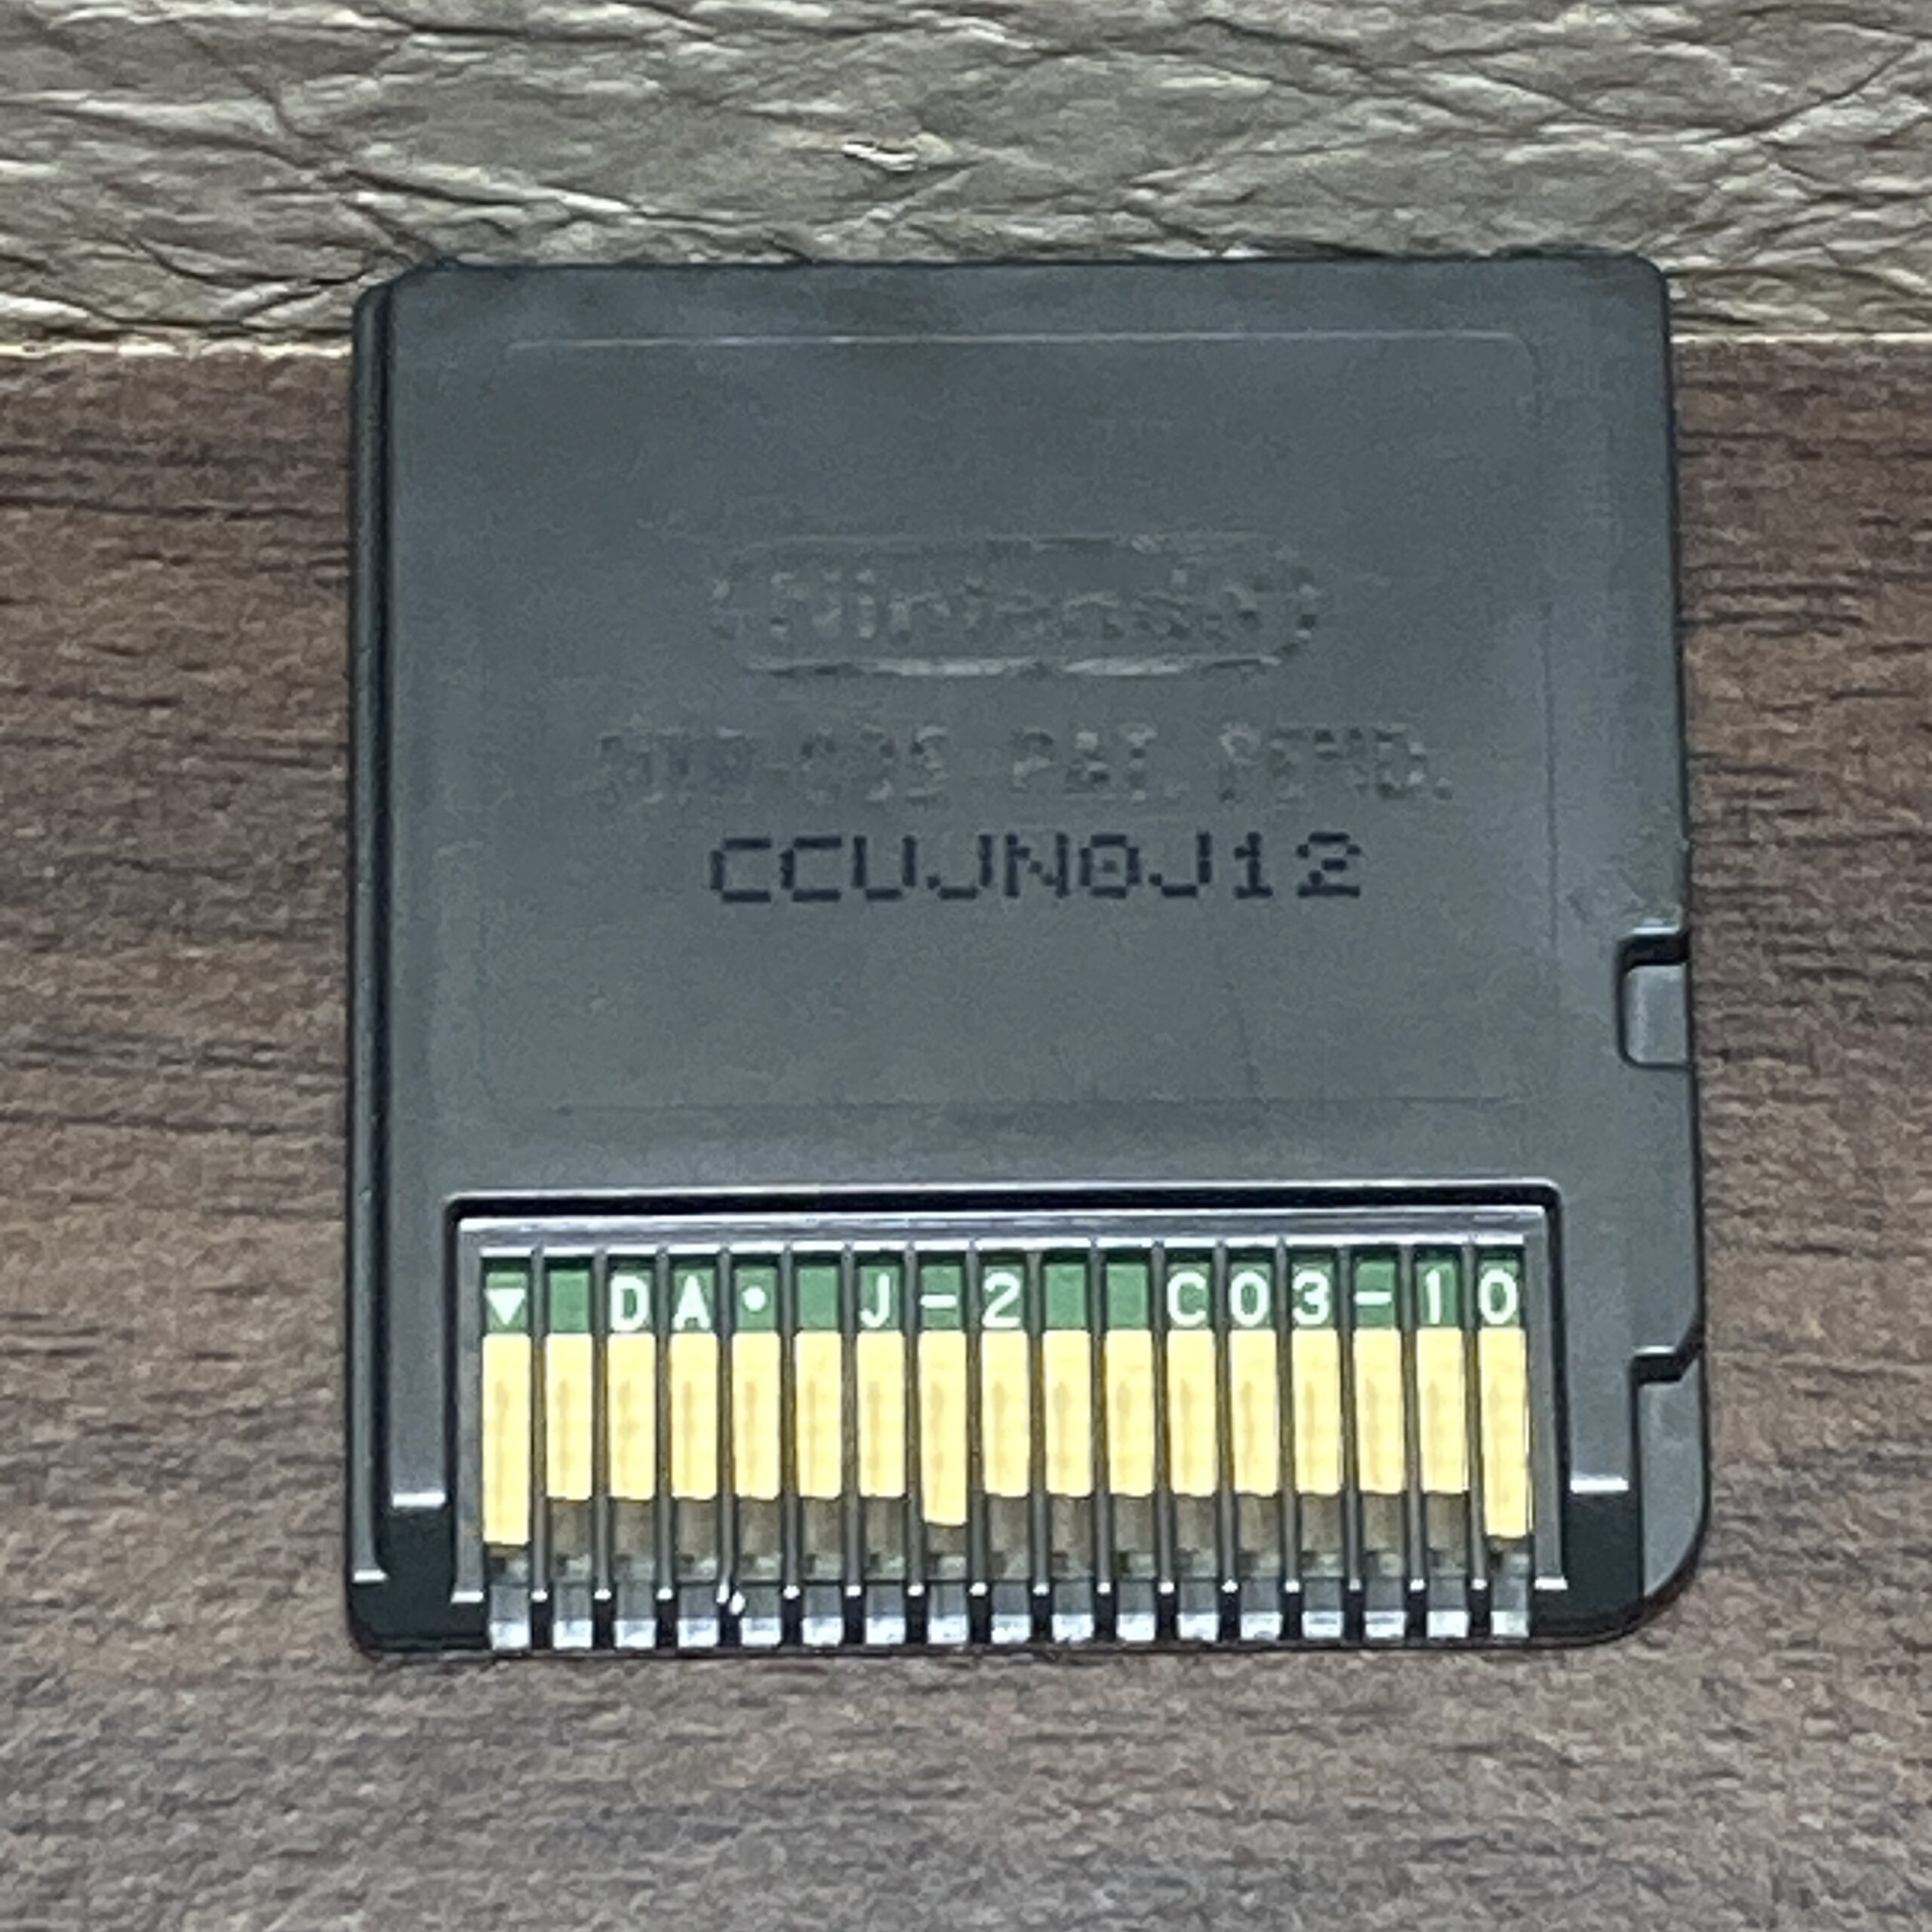 Nintendo
NTR-005 PAT. PEND.
CCUJN0J12
▼ DA• J-2 C03-10